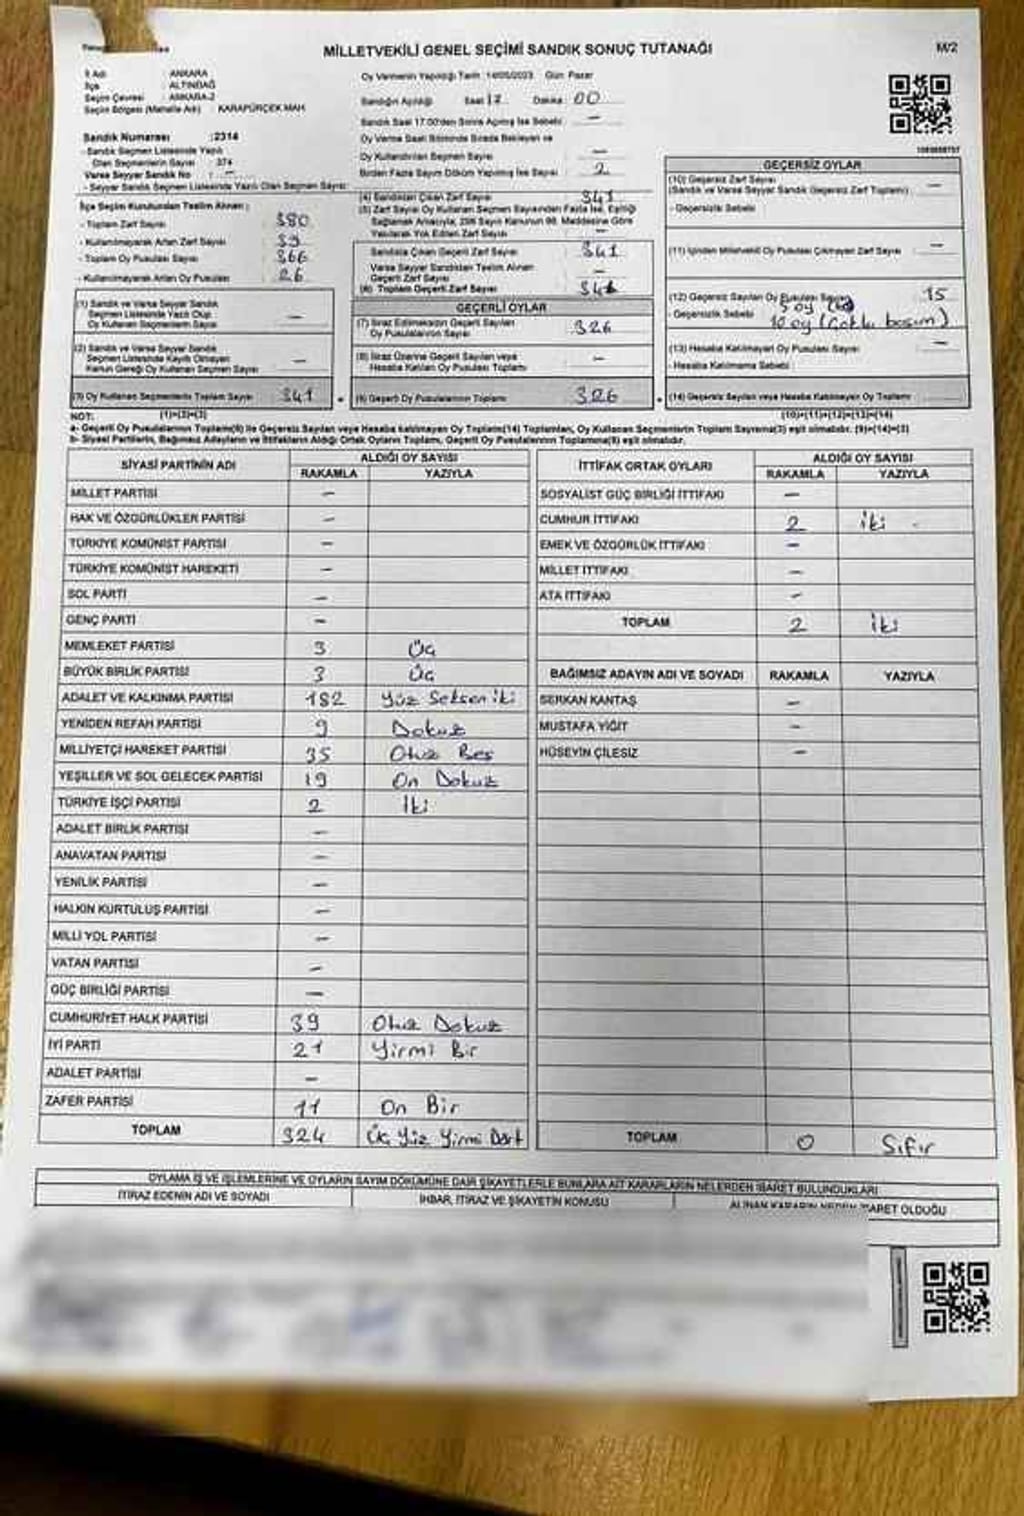 MİLLETVEKİLİ GENEL SEÇİMİ SANDIK SONUÇ TUTANAĞI
M/2
İl Adı : ANKARA
İlçe : ALTINDAĞ
Seçim Çevresi : ANKARA-2
Seçim Bölgesi (Mahalle Adı) : KARAPÜRÇEK MAH.
Sandık Numarası : 2314
- Sandık Seçmen Listesinde Yazılı
Olan Seçmenlerin Sayısı : 374
Varsa Seyyar Sandık No : -
- Seyyar Sandık Seçmen Listesinde Yazılı Olan Seçmen Sayısı:
İlçe Seçim Kurulundan Teslim Alınan;
- Toplam Zarf Sayısı 380
- Kullanılmayarak Artan Zarf Sayısı 39
- Toplam Oy Pusulası Sayısı 366
- Kullanılmayarak Artan Oy Pusulası 26
(1) Sandık ve Varsa Seyyar Sandık
Seçmen Listesinde Yazılı Olup
Oy Kullanan Seçmenlerin Sayısı -
(2) Sandık ve Varsa Seyyar Sandık
Seçmen Listesinde Kayıtlı Olmayan
Kanun Gereği Oy Kullanan Seçmen Sayısı -
(3) Oy Kullanan Seçmenlerin Toplam Sayısı 341
Oy Vermenin Yapıldığı Tarih : 14/05/2023 Gün: Pazar
Sandığın Açıldığı Saat 17 Dakika 00
Sandık Saat 17.00'den Sonra Açılmış İse Sebebi: -
Oy Verme Saati Bitiminde Sırada Bekleyen ve
Oy Kullandırılan Seçmen Sayısı -
Birden Fazla Sayım Döküm Yapılmış İse Sayısı 2
(4) Sandıktan Çıkan Zarf Sayısı 341
(5) Zarf Sayısı Oy Kullanan Seçmen Sayısından Fazla İse, Eşitliği
Sağlamak Amacıyla, 298 Sayılı Kanunun 98. Maddesine Göre
Yakılarak Yok Edilen Zarf Sayısı -
Sandıkta Çıkan Geçerli Zarf Sayısı 341
Varsa Seyyar Sandıktan Teslim Alınan
Geçerli Zarf Sayısı -
(6) Toplam Geçerli Zarf Sayısı 341
GEÇERLİ OYLAR
(7) İtiraz Edilmeksizin Geçerli Sayılan
Oy Pusulalarının Sayısı 326
(8) İtiraz Üzerine Geçerli Sayılan veya
Hesaba Katılan Oy Pusulası Toplamı -
(9) Geçerli Oy Pusulalarının Toplamı 326
GEÇERSİZ OYLAR
(10) Geçersiz Zarf Sayısı
(Sandık ve Varsa Seyyar Sandık Geçersiz Zarf Toplamı) -
- Geçersizlik Sebebi
(11) İçinden Milletvekili Oy Pusulası Çıkmayan Zarf Sayısı -
(12) Geçersiz Sayılan Oy Pusulası Sayısı 15
- Geçersizlik Sebebi 5 oy
10 oy (Çoklu basım)
(13) Hesaba Katılmayan Oy Pusulası Sayısı -
- Hesaba Katılmama Sebebi :
(14) Geçersiz Sayılan veya Hesaba Katılmayan Oy Toplamı
NOT: (1)+(2)=(3) (10)+(11)+(12)+(13)=(14)
a- Geçerli Oy Pusulalarının Toplamı(9) ile Geçersiz Sayılan veya Hesaba katılmayan Oy Toplamı(14) Toplamları, Oy Kullanan Seçmenlerin Toplam Sayısına(3) eşit olmalıdır. (9)+(14)=(3)
b- Siyasi Partilerin, Bağımsız Adayların ve İttifakların Aldığı Ortak Oyların Toplamı, Geçerli Oy Pusulalarının Toplamına(9) eşit olmalıdır.
SİYASİ PARTİNİN ADI ALDIĞI OY SAYISI
RAKAMLA YAZIYLA
MİLLET PARTİSİ -
HAK VE ÖZGÜRLÜKLER PARTİSİ -
TÜRKİYE KOMÜNİST PARTİSİ -
TÜRKİYE KOMÜNİST HAREKETİ -
SOL PARTİ -
GENÇ PARTİ -
MEMLEKET PARTİSİ 3 Üç
BÜYÜK BİRLİK PARTİSİ 3 Üç
ADALET VE KALKINMA PARTİSİ 182 Yüz Seksen iki
YENİDEN REFAH PARTİSİ 9 Dokuz
MİLLİYETÇİ HAREKET PARTİSİ 35 Otuz Beş
YEŞİLLER VE SOL GELECEK PARTİSİ 19 On Dokuz
TÜRKİYE İŞÇİ PARTİSİ 2 İki
ADALET BİRLİK PARTİSİ -
ANAVATAN PARTİSİ -
YENİLİK PARTİSİ -
HALKIN KURTULUŞ PARTİSİ -
MİLLİ YOL PARTİSİ -
VATAN PARTİSİ -
GÜÇ BİRLİĞİ PARTİSİ -
CUMHURİYET HALK PARTİSİ 39 Otuz Dokuz
İYİ PARTİ 21 Yirmi Bir
ADALET PARTİSİ -
ZAFER PARTİSİ 11 On Bir
TOPLAM 324 Üç Yüz Yirmi Dört
İTTİFAK ORTAK OYLARI ALDIĞI OY SAYISI
RAKAMLA YAZIYLA
SOSYALİST GÜÇ BİRLİĞİ İTTİFAKI -
CUMHUR İTTİFAKI 2 iki -
EMEK VE ÖZGÜRLÜK İTTİFAKI -
MİLLET İTTİFAKI -
ATA İTTİFAKI -
TOPLAM 2 İki
BAĞIMSIZ ADAYIN ADI VE SOYADI RAKAMLA YAZIYLA
SERKAN KANTAŞ -
MUSTAFA YİĞİT -
HÜSEYİN ÇİLESİZ -
TOPLAM 0 Sıfır
OYLAMA İŞ VE İŞLEMLERİNE VE OYLARIN SAYIM DÖKÜMÜNE DAİR ŞİKAYETLERLE BUNLARA AİT KARARLARIN NELERDEN İBARET BULUNDUKLARI
İTİRAZ EDENİN ADI VE SOYADI İHBAR, İTİRAZ VE ŞİKAYETİN KONUSU ALINAN KARARIN NEDEN İBARET OLDUĞU